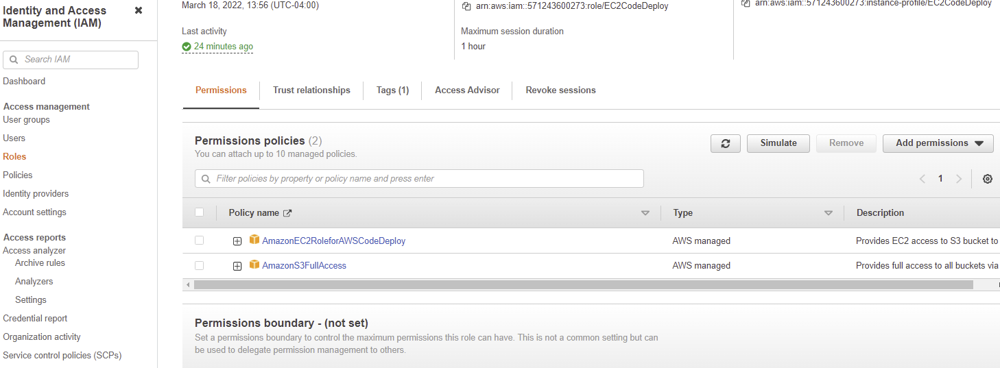 Identity and Access
Management (IAM)
Search IAM
Dashboard
Access management
User groups
Users
Roles
Policies
Identity providers
Account settings
Access reports
Access analyzer
Archive rules
Analyzers
Settings
Credential report
Organization activity
Service control policies (SCPs)
March 18, 2022, 13:56 (UTC-04:00)
arn:aws:iam::571243600273:role/EC2CodeDeploy
arn:aws:iam::571243600273:instance-profile/EC2CodeDeploy
Last activity
24 minutes ago
Maximum session duration
1 hour
Permissions
Trust relationships
Tags (1)
Access Advisor
Revoke sessions
Permissions policies (2)
You can attach up to 10 managed policies.
Simulate
Remove
Add permissions
Filter policies by property or policy name and press enter
1
Policy name
Type
Description
AmazonEC2RoleforAWSCodeDeploy
AWS managed
Provides EC2 access to S3 bucket to
AmazonS3FullAccess
AWS managed
Provides full access to all buckets via
Permissions boundary - (not set)
Set a permissions boundary to control the maximum permissions this role can have. This is not a common setting but can
be used to delegate permission management to others.